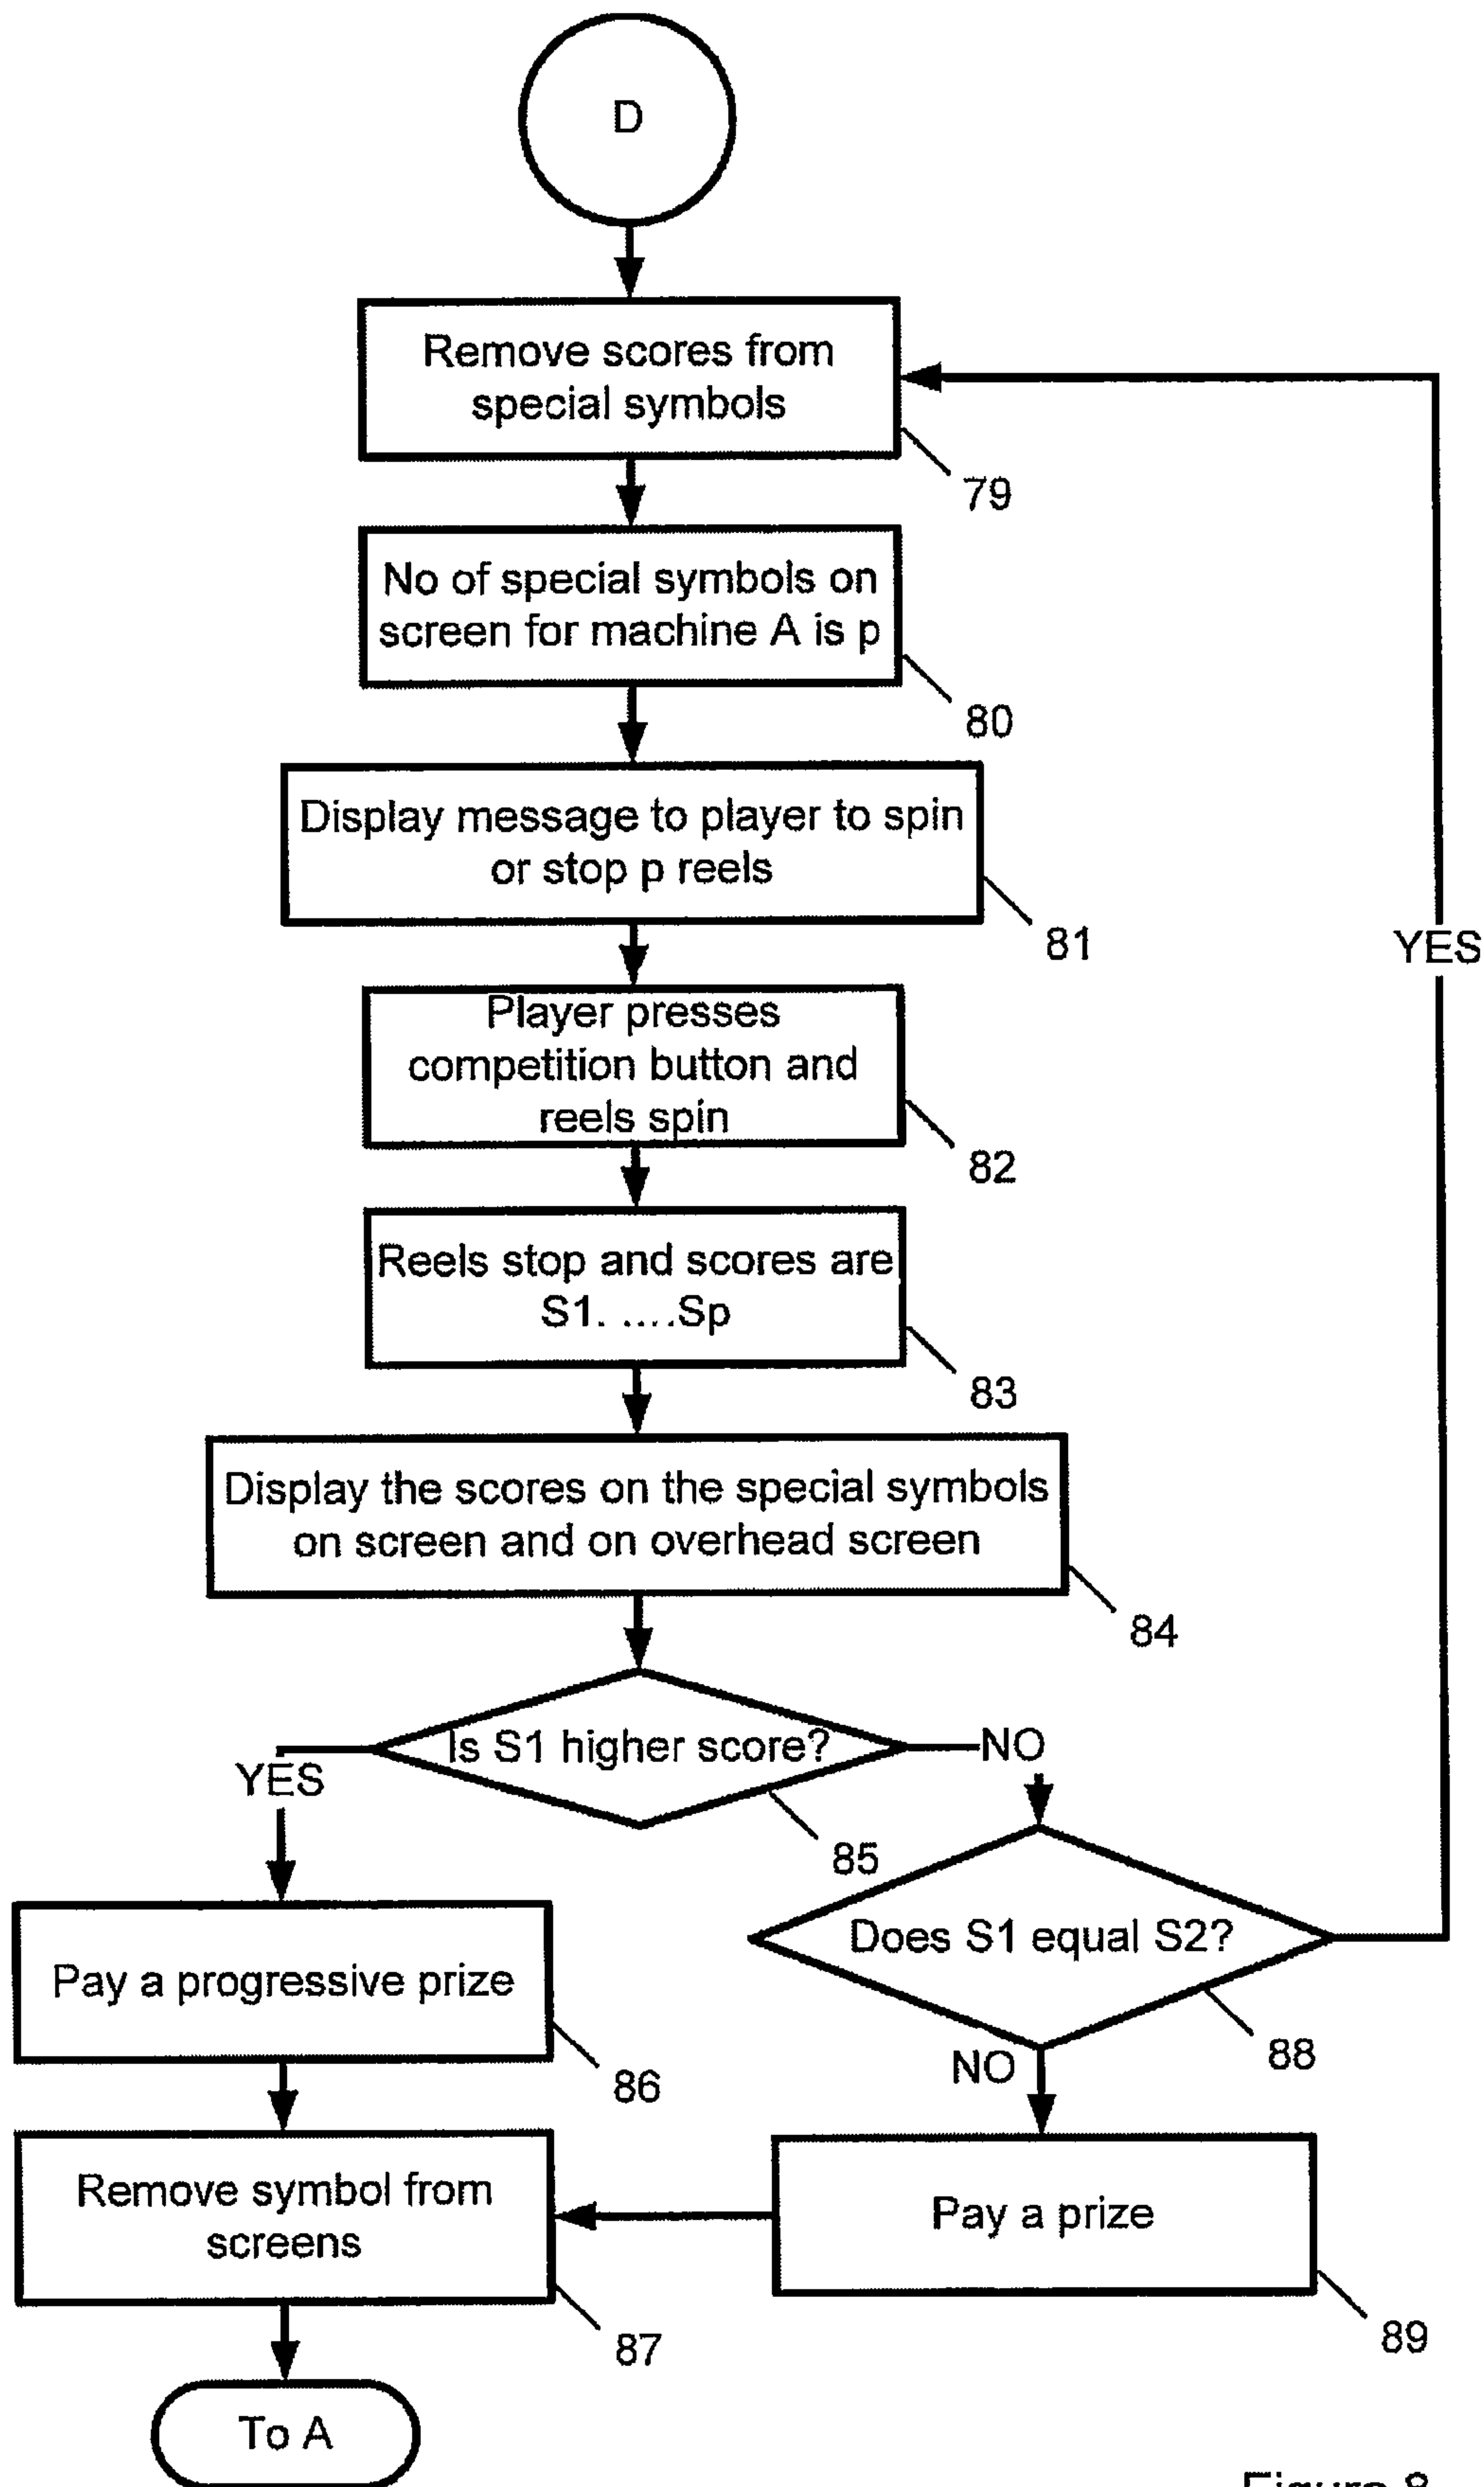 D
Remove scores from
special symbols
79
No of special symbols on
screen for machine A is p
80
Display message to player to spin
or stop p reels
81
YES
Player presses
competition button and
reels spin
82
Reels stop and scores are
S1. ....Sp
83
Display the scores on the special symbols
on screen and on overhead screen
84
Is S1 higher score?
NO
YES
85
Does S1 equal S2?
Pay a progressive prize
88
NO
86
Remove symbol from
screens
Pay a prize
87
89
To A
Figure 8